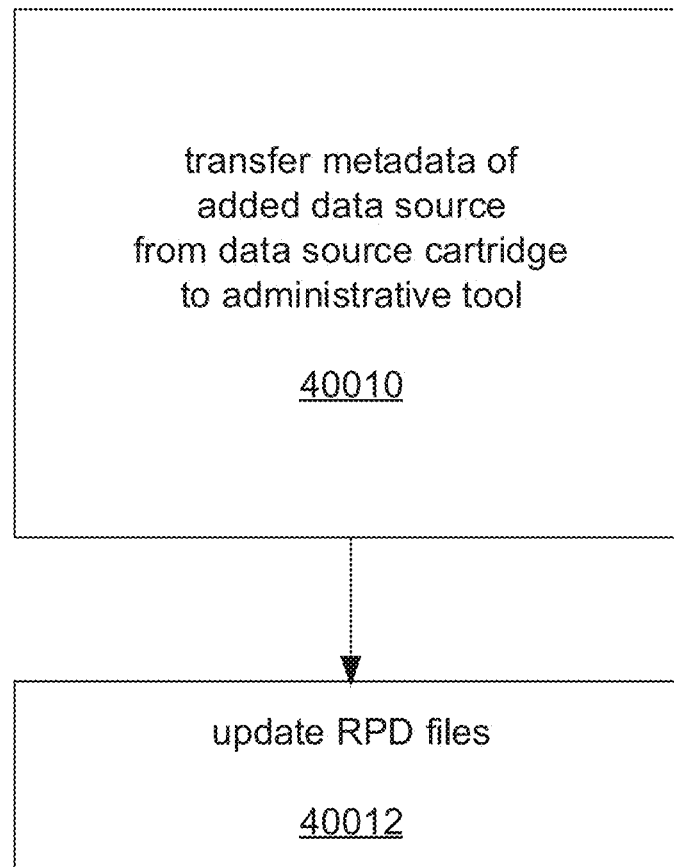 transfer metadata of
added data source
from data source cartridge
to administrative tool
40010
update RPD files
40012